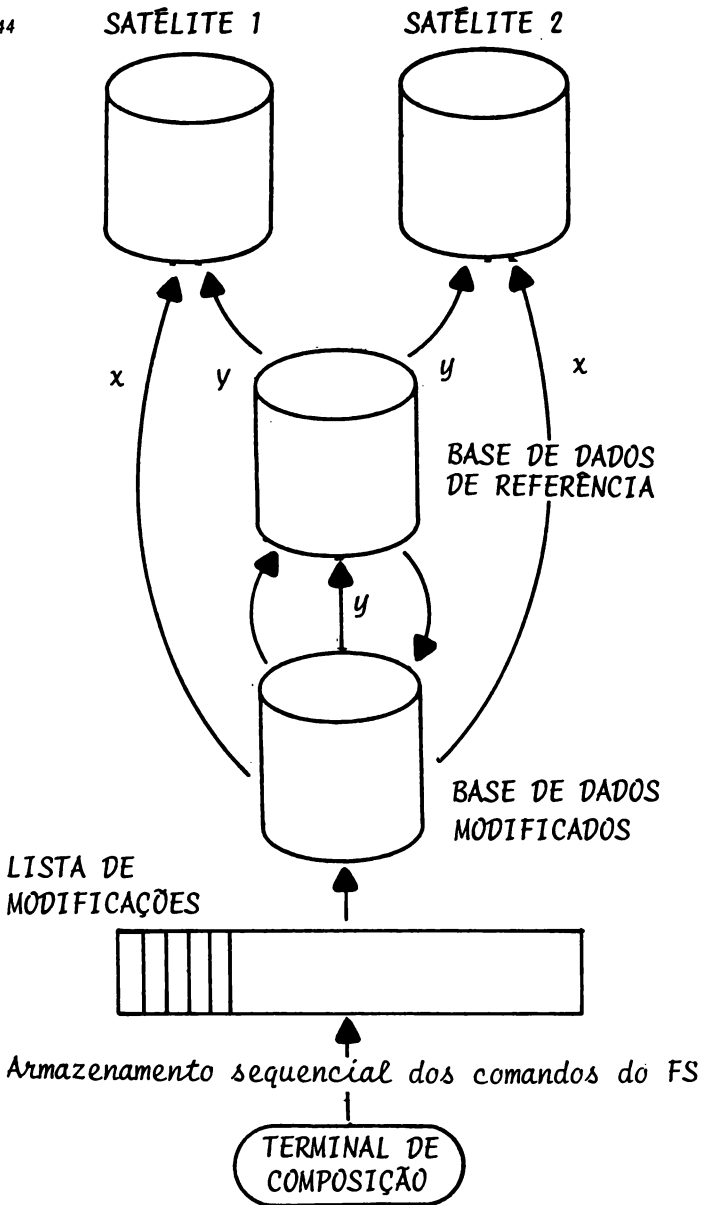 44
SATÉLITE 1
SATÉLITE 2
x
y
y
x
BASE DE DADOS
DE REFERÊNCIA
y
BASE DE DADOS
MODIFICADOS
LISTA DE
MODIFICAÇÕES
Armazenamento sequencial dos comandos do FS
TERMINAL DE
COMPOSIÇÃO